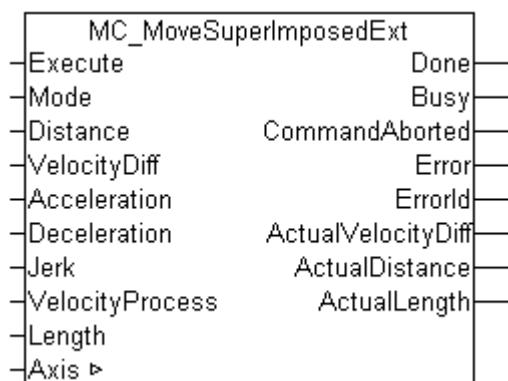 MC_MoveSuperImposedExt
Execute Done
Mode Busy
Distance CommandAborted
VelocityDiff Error
Acceleration ErrorId
Deceleration ActualVelocityDiff
Jerk ActualDistance
VelocityProcess ActualLength
Length
Axis ▹